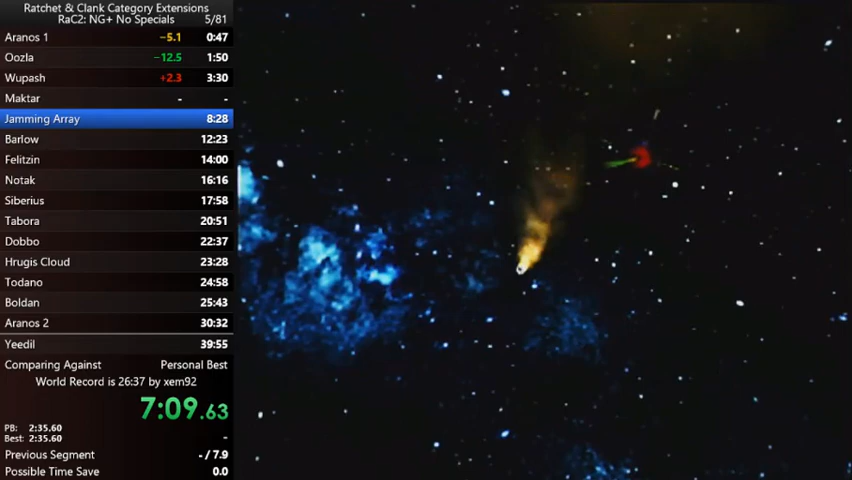 Ratchet & Clank Category Extensions
RaC2: NG+ No Specials 5/81
Aranos 1 −5.1 0:47
Oozla −12.5 1:50
Wupash +2.3 3:30
Maktar - -
Jamming Array 8:28
Barlow 12:23
Felitzin 14:00
Notak 16:16
Siberius 17:58
Tabora 20:51
Dobbo 22:37
Hrugis Cloud 23:28
Todano 24:58
Boldan 25:43
Aranos 2 30:32
Yeedil 39:55
Comparing Against Personal Best
World Record is 26:37 by xem92
7:09.63
PB: 2:35.60
Best: 2:35.60 -
Previous Segment - / 7.9
Possible Time Save 0.0